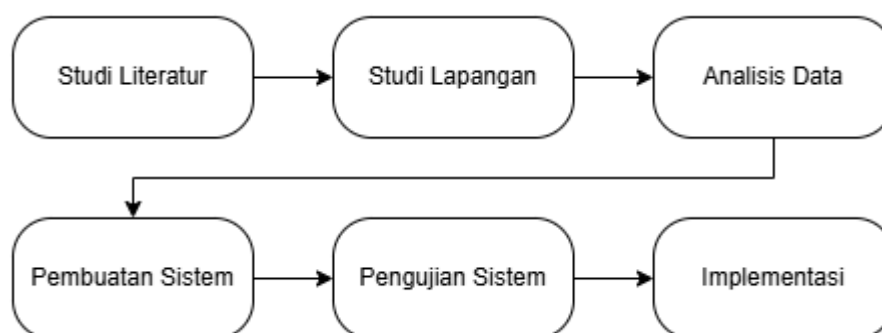 Studi Literatur
Studi Lapangan
Analisis Data
Pembuatan Sistem
Pengujian Sistem
Implementasi